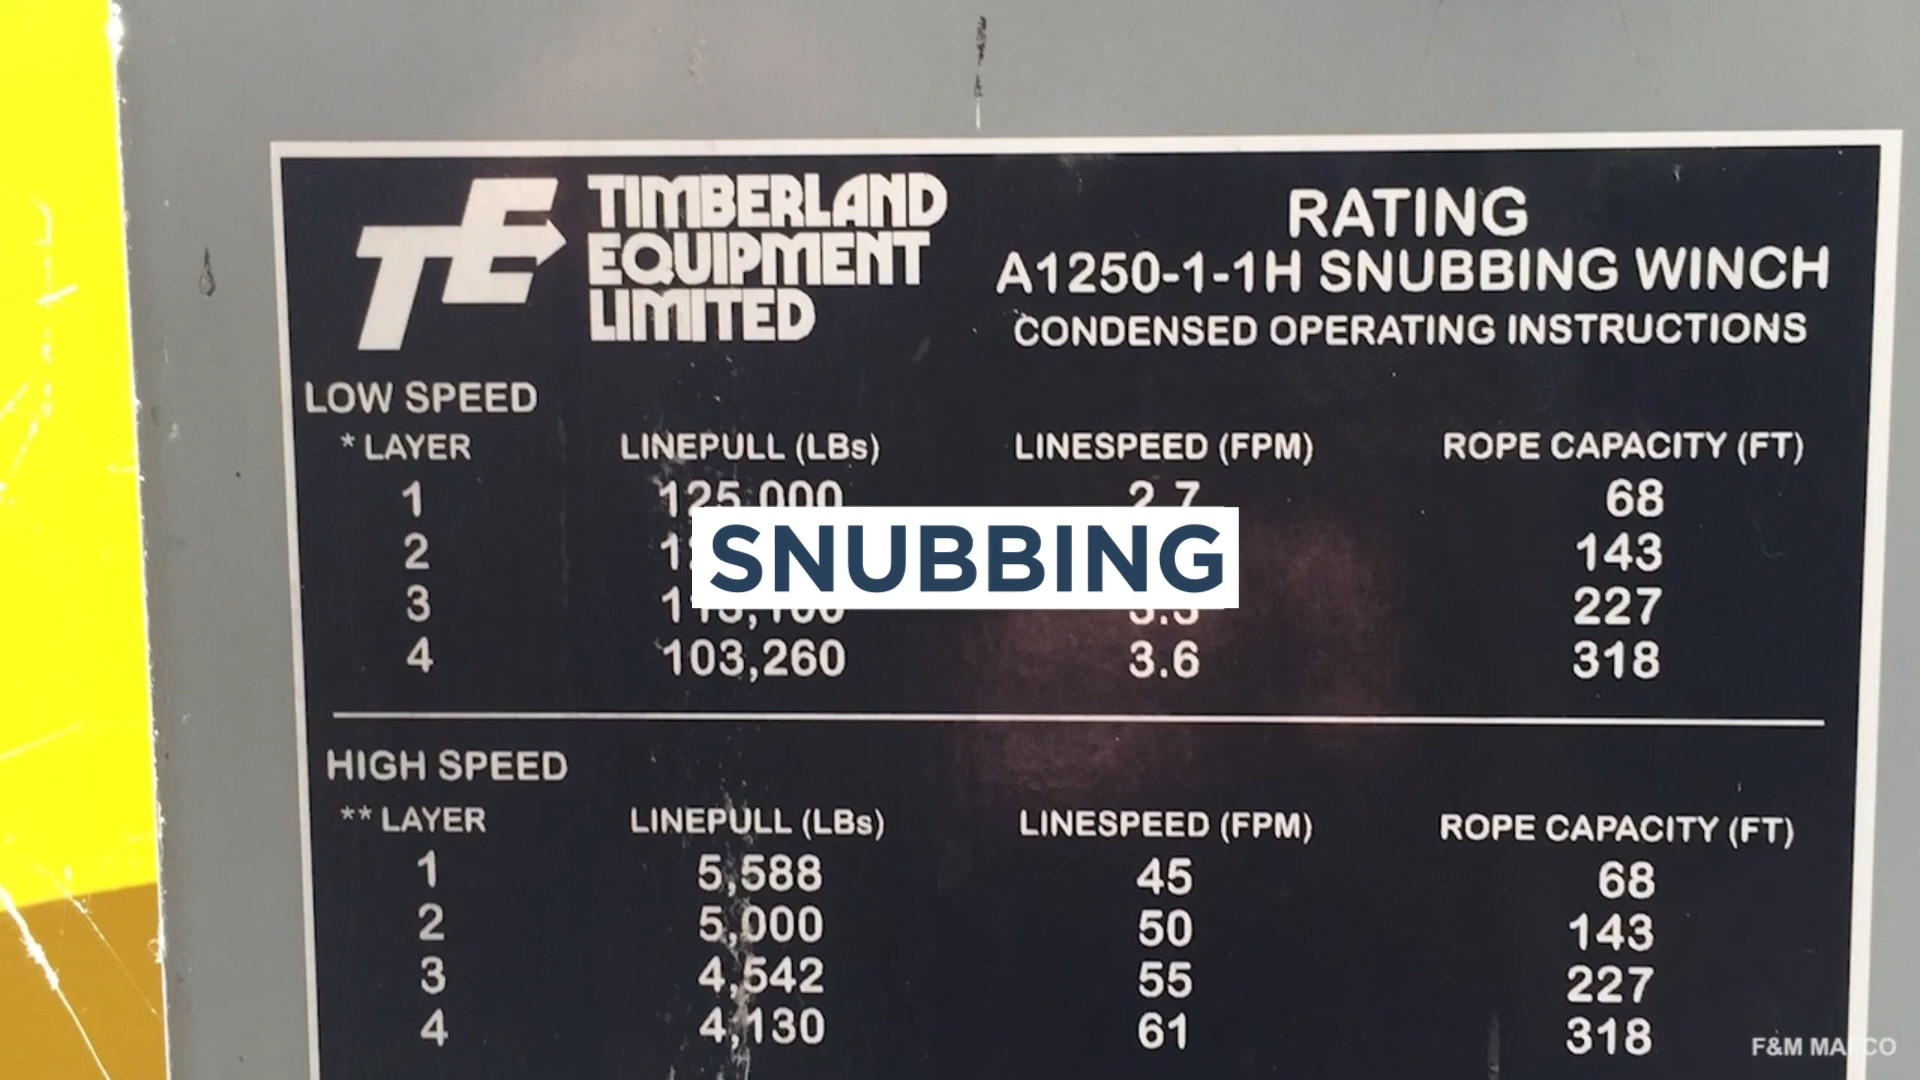 TE
TIMBERLAND
EQUIPMENT
LIMITED
RATING
A1250-1-1H SNUBBING WINCH
CONDENSED OPERATING INSTRUCTIONS
LOW SPEED
* LAYER LINEPULL (LBs) LINESPEED (FPM) ROPE CAPACITY (FT)
1 125,000 2.7 68
2 143
SNUBBING
3 3.3 227
4 103,260 3.6 318
HIGH SPEED
** LAYER LINEPULL (LBs) LINESPEED (FPM) ROPE CAPACITY (FT)
1 5,588 45 68
2 5,000 50 143
3 4,542 55 227
4 4,130 61 318
F&M MAFCO